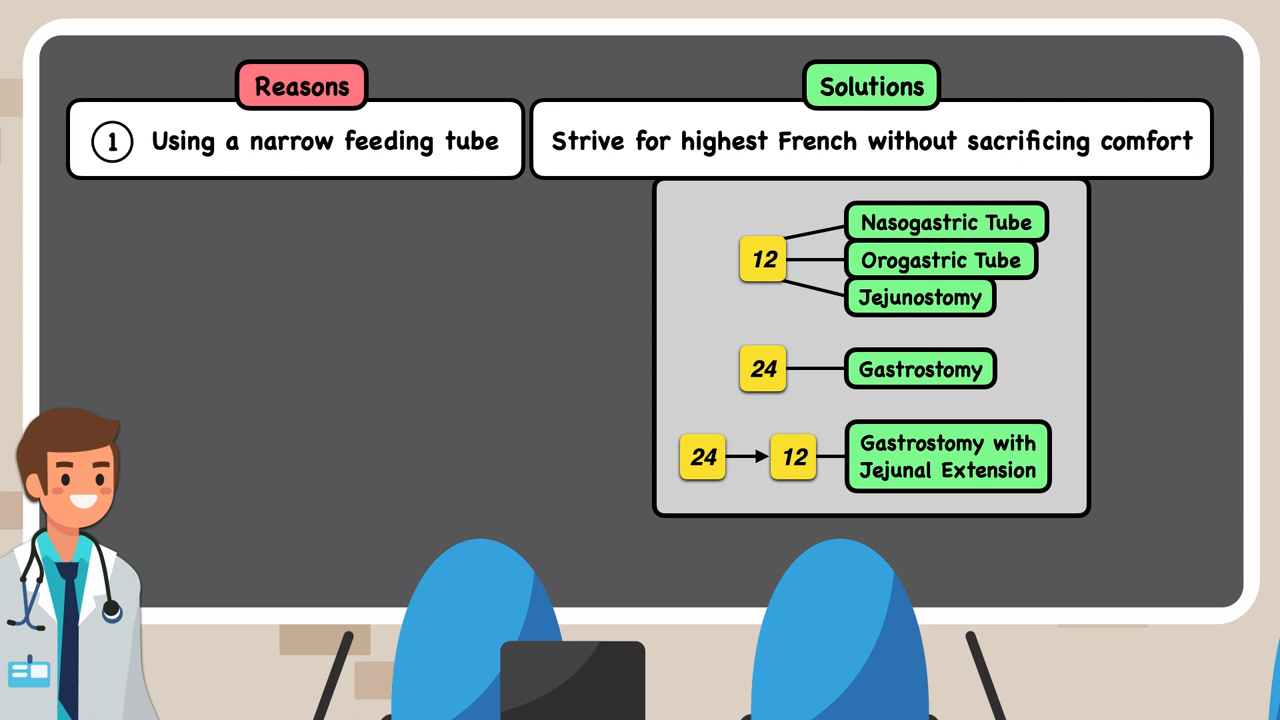 Reasons
Solutions
1 Using a narrow feeding tube
Strive for highest French without sacrificing comfort
12
Nasogastric Tube
Orogastric Tube
Jejunostomy
24
Gastrostomy
24
12
Gastrostomy with
Jejunal Extension